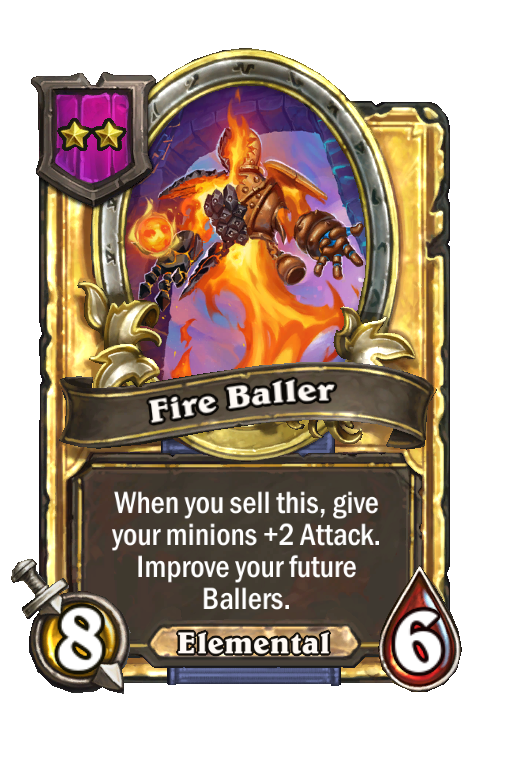 Fire Baller
When you sell this, give
your minions +2 Attack.
Improve your future
Ballers.
8
Elemental
6